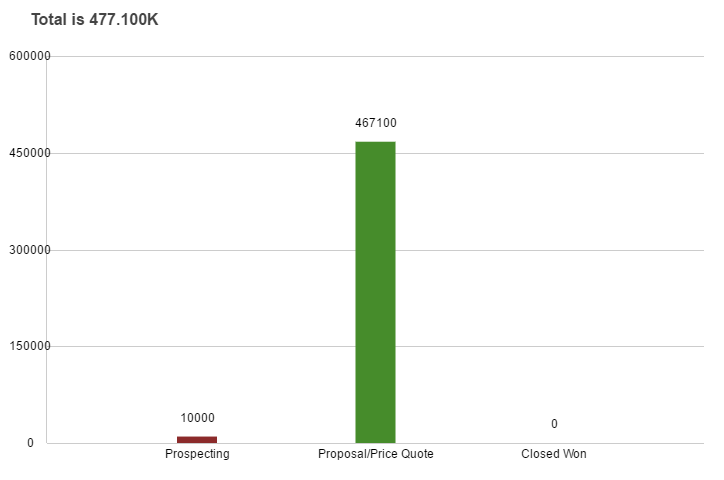 Total is 477.100K
600000
467100
450000
300000
150000
10000
0
0
Prospecting
Proposal/Price Quote
Closed Won